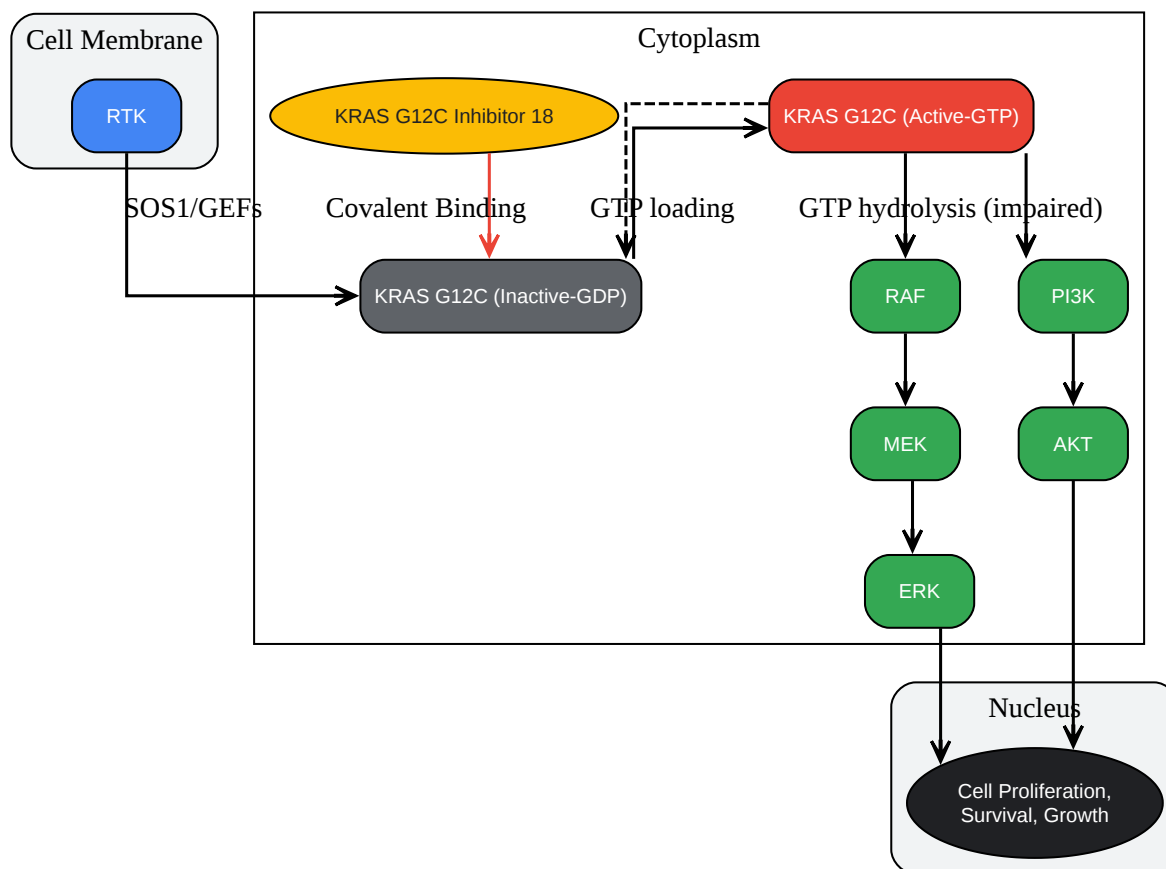 Cell Membrane
Cytoplasm
RTK
KRAS G12C Inhibitor 18
KRAS G12C (Active-GTP)
SOS1/GEFs
Covalent Binding
GTP loading
GTP hydrolysis (impaired)
KRAS G12C (Inactive-GDP)
RAF
PI3K
MEK
AKT
ERK
Nucleus
Cell Proliferation,
Survival, Growth